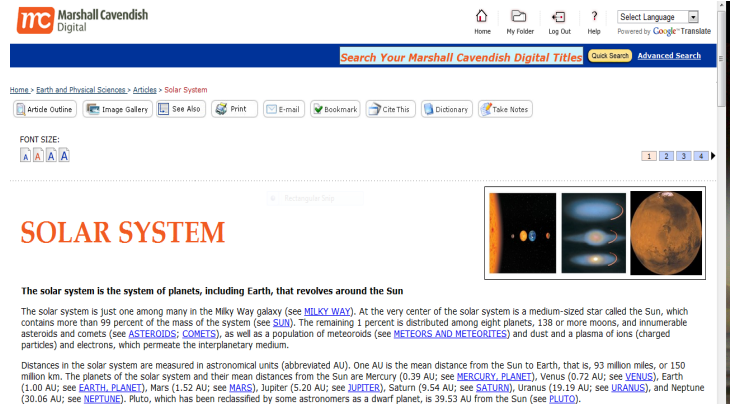 mc Marshall Cavendish
Digital
Home
My Folder
Log Out
Help
Select Language
Powered by Google Translate
Search Your Marshall Cavendish Digital Titles
Quick Search
Advanced Search
Home > Earth and Physical Sciences > Articles > Solar System
Article Outline
Image Gallery
See Also
Print
E-mail
Bookmark
Cite This
Dictionary
Take Notes
FONT SIZE:
A A A A
1 2 3 4
Rectangular Snip
SOLAR SYSTEM
The solar system is the system of planets, including Earth, that revolves around the Sun
The solar system is just one among many in the Milky Way galaxy (see MILKY WAY). At the very center of the solar system is a medium-sized star called the Sun, which
contains more than 99 percent of the mass of the system (see SUN). The remaining 1 percent is distributed among eight planets, 138 or more moons, and innumerable
asteroids and comets (see ASTEROIDS; COMETS), as well as a population of meteoroids (see METEORS AND METEORITES) and dust and a plasma of ions (charged
particles) and electrons, which permeate the interplanetary medium.
Distances in the solar system are measured in astronomical units (abbreviated AU). One AU is the mean distance from the Sun to Earth, that is, 93 million miles, or 150
million km. The planets of the solar system and their mean distances from the Sun are Mercury (0.39 AU; see MERCURY, PLANET), Venus (0.72 AU; see VENUS), Earth
(1.00 AU; see EARTH, PLANET), Mars (1.52 AU; see MARS), Jupiter (5.20 AU; see JUPITER), Saturn (9.54 AU; see SATURN), Uranus (19.19 AU; see URANUS), and Neptune
(30.06 AU; see NEPTUNE). Pluto, which has been reclassified by some astronomers as a dwarf planet, is 39.53 AU from the Sun (see PLUTO).